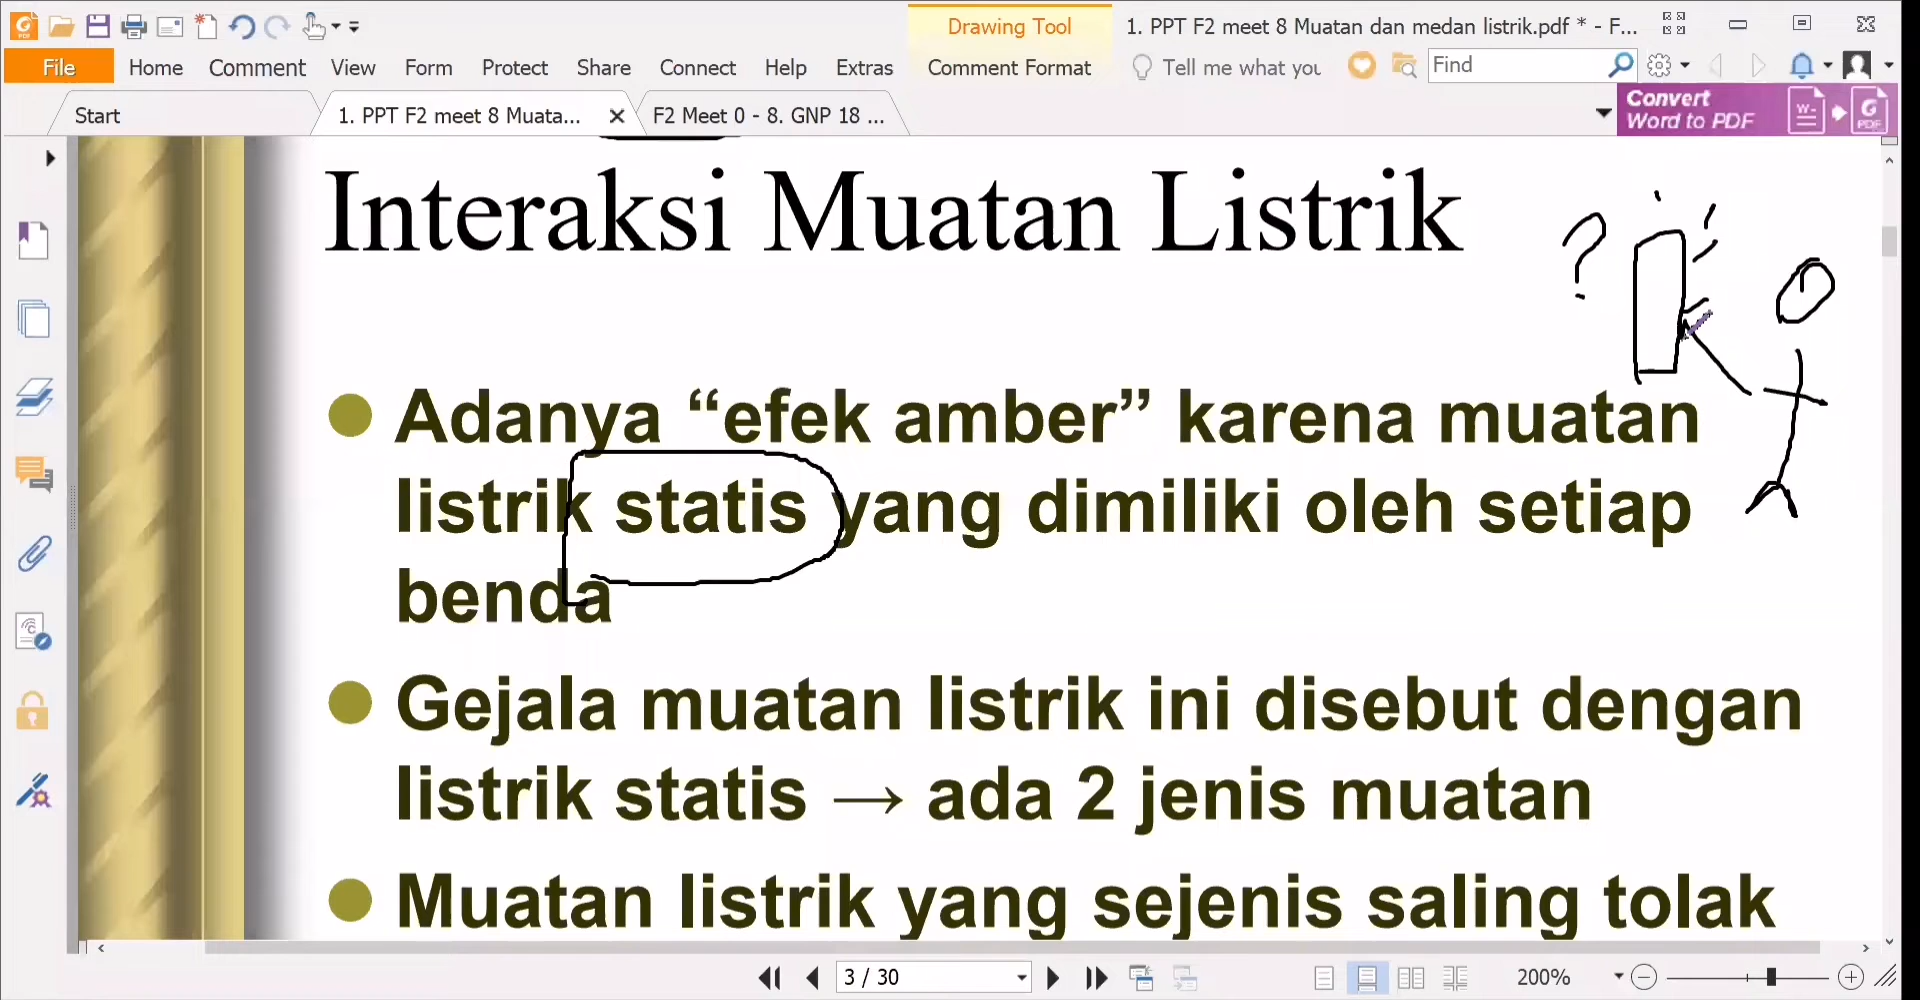 Drawing Tool
1. PPT F2 meet 8 Muatan dan medan listrik.pdf * - F...
File Home Comment View Form Protect Share Connect Help Extras Comment Format Tell me what you Find
Start
1. PPT F2 meet 8 Muata...
F2 Meet 0 - 8. GNP 18 ...
Convert
Word to PDF
Interaksi Muatan Listrik
?
Adanya “efek amber” karena muatan
listrik statis yang dimiliki oleh setiap
benda
Gejala muatan listrik ini disebut dengan
listrik statis → ada 2 jenis muatan
Muatan listrik yang sejenis saling tolak
3 / 30
200%